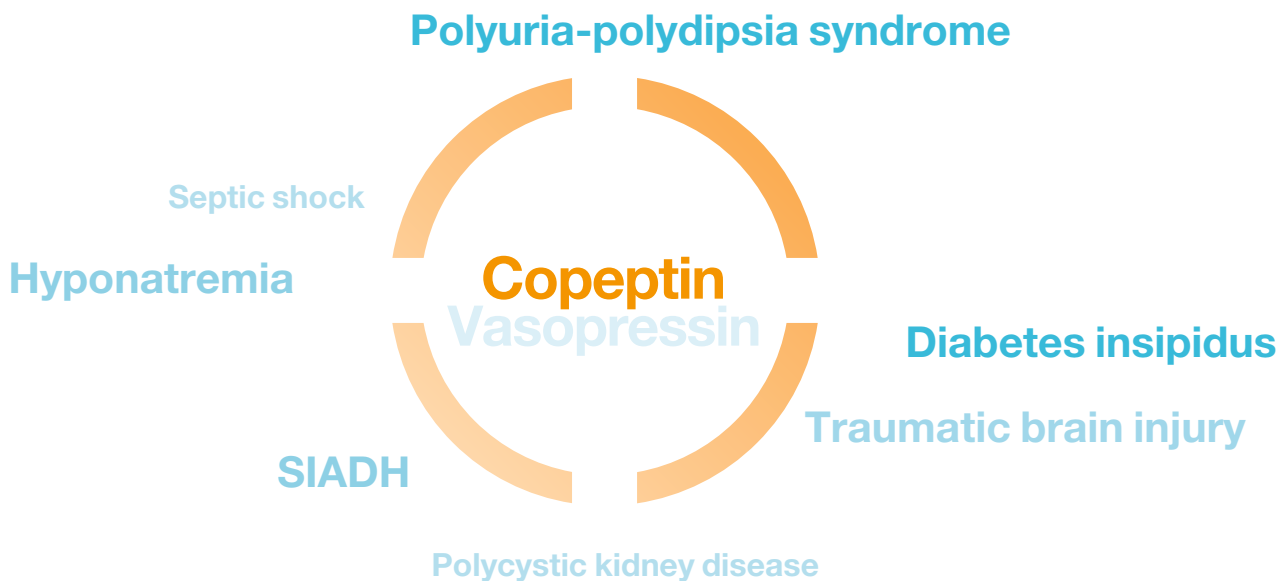 Polyuria-polydipsia syndrome
Septic shock
Hyponatremia
Copeptin
Vasopressin
Diabetes insipidus
Traumatic brain injury
SIADH
Polycystic kidney disease